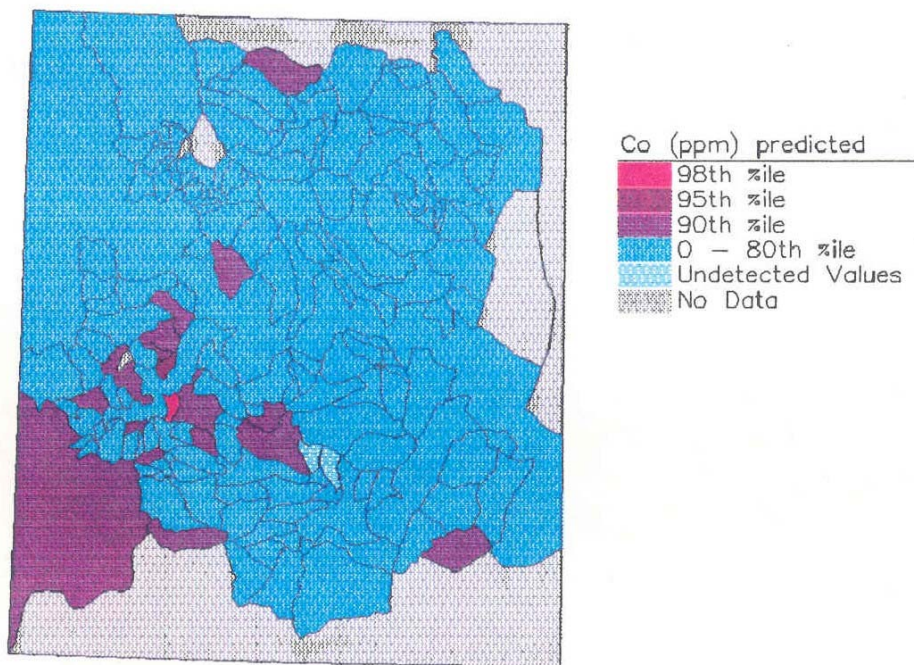 Co (ppm) predicted
98th %ile
95th %ile
90th %ile
0 – 80th %ile
Undetected Values
No Data